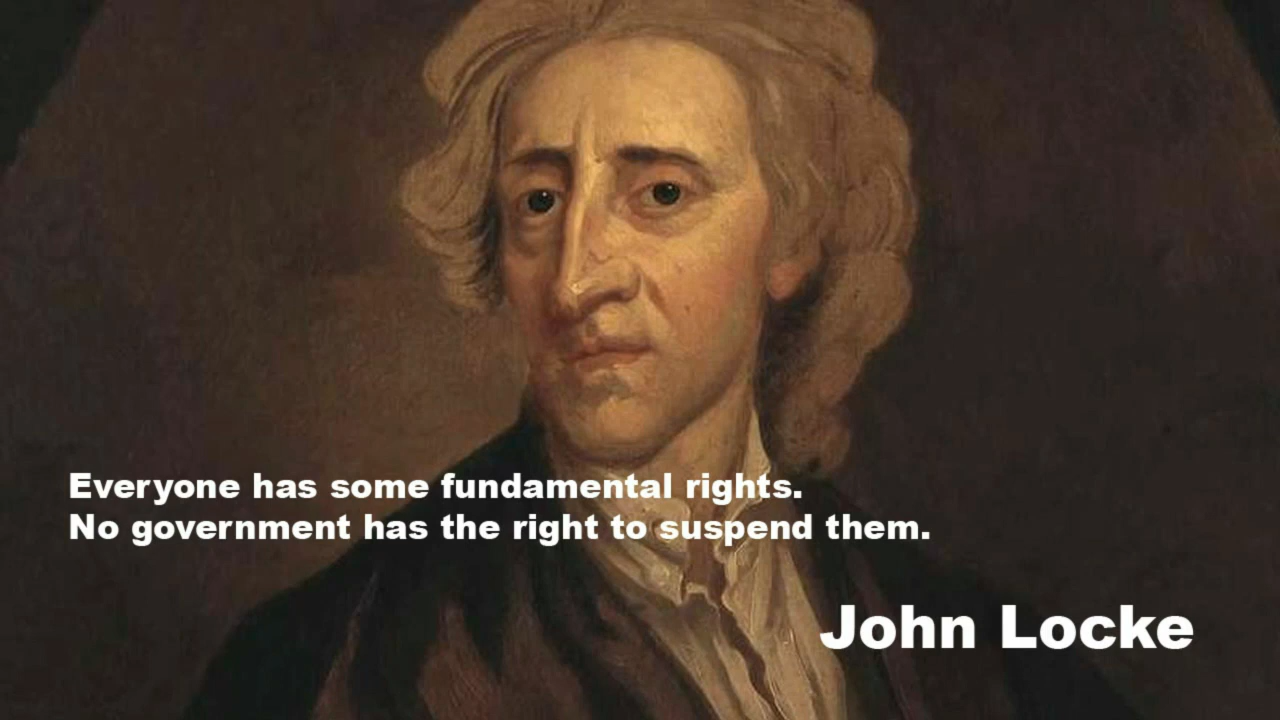 Everyone has some fundamental rights.
No government has the right to suspend them.
John Locke